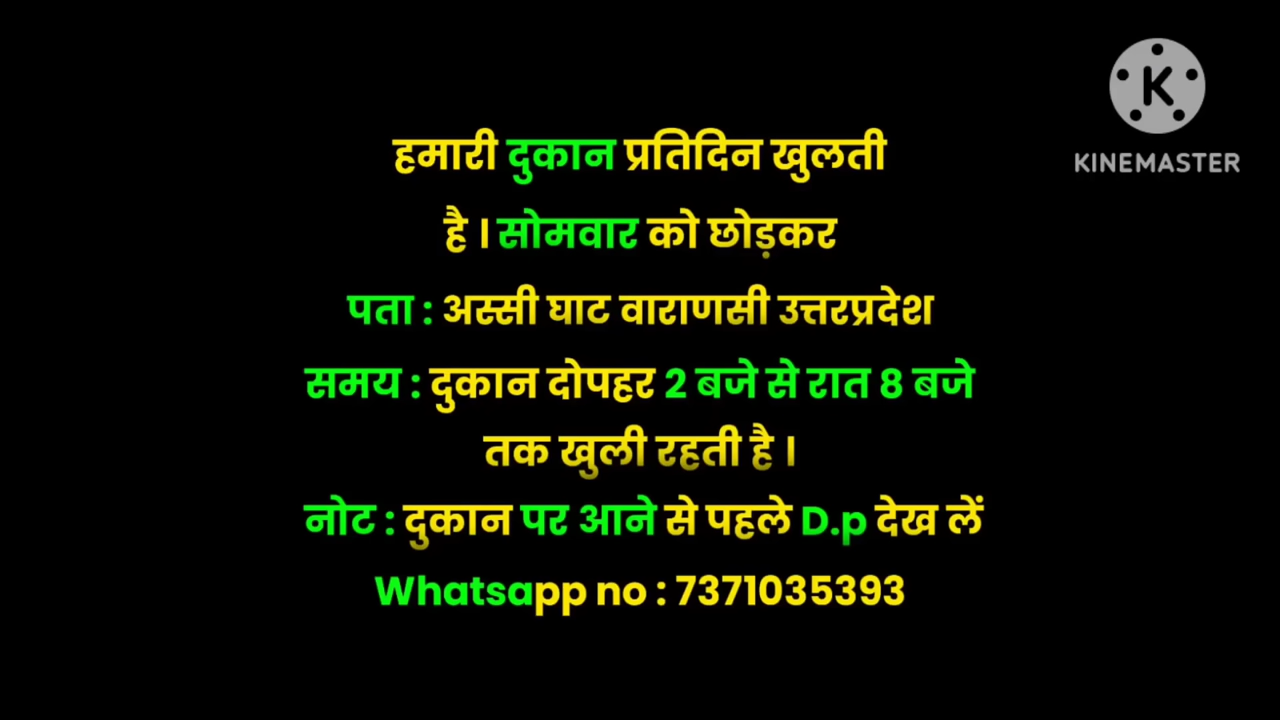 हमारी दुकान प्रतिदिन खुलती
है । सोमवार को छोड़कर
पता : अस्सी घाट वाराणसी उत्तरप्रदेश
समय : दुकान दोपहर 2 बजे से रात 8 बजे
तक खुली रहती है ।
नोट : दुकान पर आने से पहले D.p देख लें
Whatsapp no : 7371035393
K
KINEMASTER